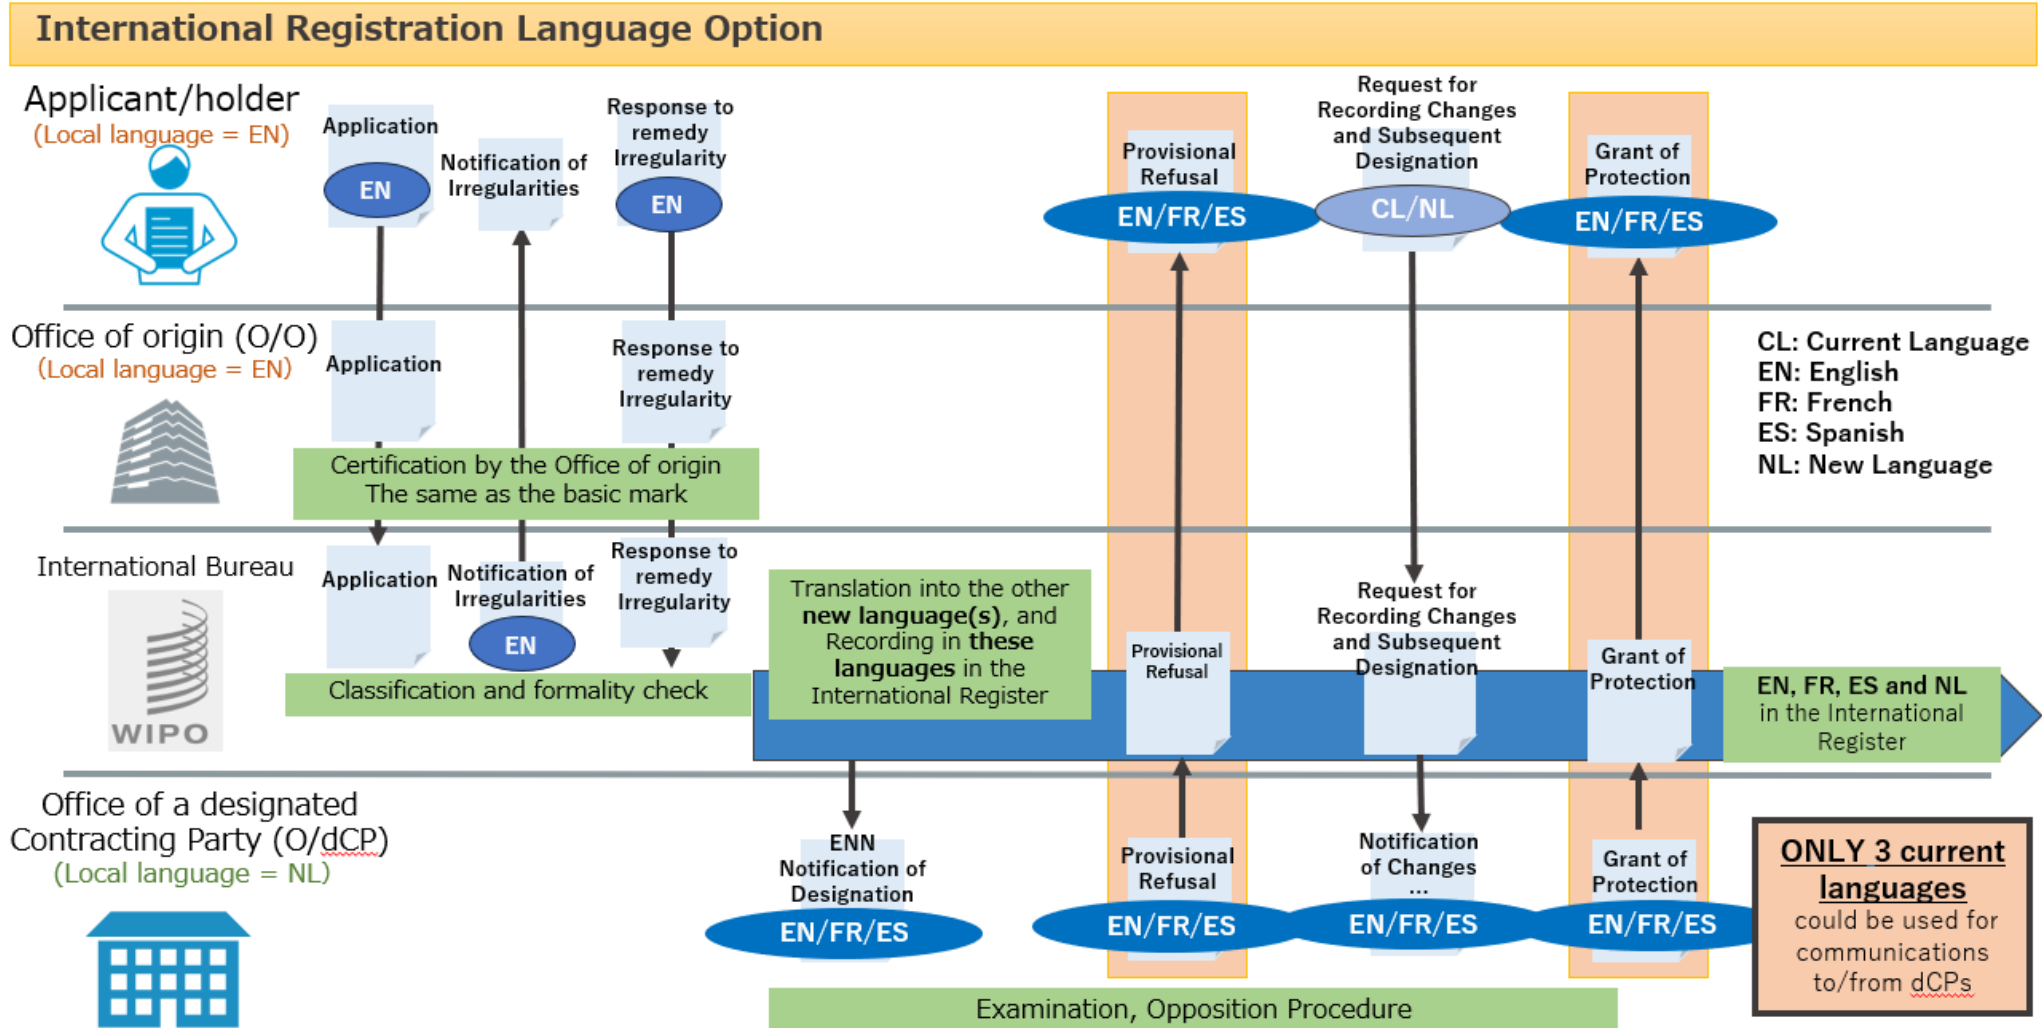 International Registration Language Option
Applicant/holder
(Local language = EN)
Application
EN
Notification of
Irregularities
Response to
remedy
Irregularity
EN
Provisional
Refusal
EN/FR/ES
Request for
Recording Changes
and Subsequent
Designation
CL/NL
Grant of
Protection
EN/FR/ES
Office of origin (O/O)
(Local language = EN)
Application
Response to
remedy
Irregularity
Certification by the Office of origin
The same as the basic mark
CL: Current Language
EN: English
FR: French
ES: Spanish
NL: New Language
International Bureau
WIPO
Application
Notification of
Irregularities
EN
Response to
remedy
Irregularity
Classification and formality check
Translation into the other
new language(s), and
Recording in these
languages in the
International Register
Provisional
Refusal
Request for
Recording Changes
and Subsequent
Designation
Grant of
Protection
EN, FR, ES and NL
in the International
Register
Office of a designated
Contracting Party (O/dCP)
(Local language = NL)
ENN
Notification of
Designation
EN/FR/ES
Provisional
Refusal
EN/FR/ES
Notification
of Changes
...
EN/FR/ES
Grant of
Protection
EN/FR/ES
ONLY 3 current
languages
could be used for
communications
to/from dCPs
Examination, Opposition Procedure